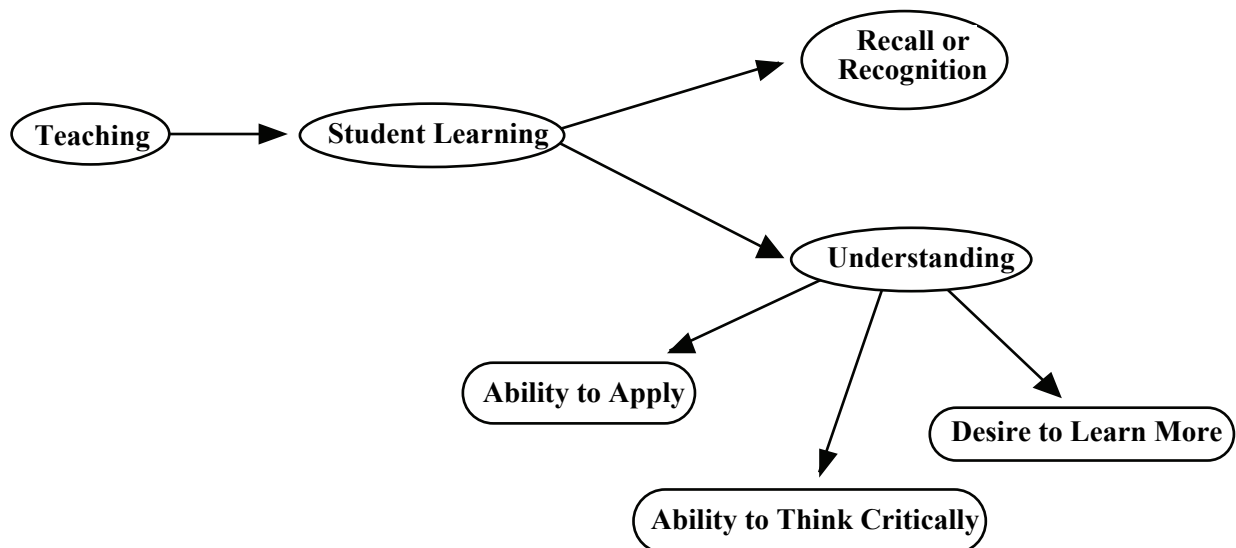 Recall or
Recognition
Teaching
Student Learning
Understanding
Ability to Apply
Desire to Learn More
Ability to Think Critically